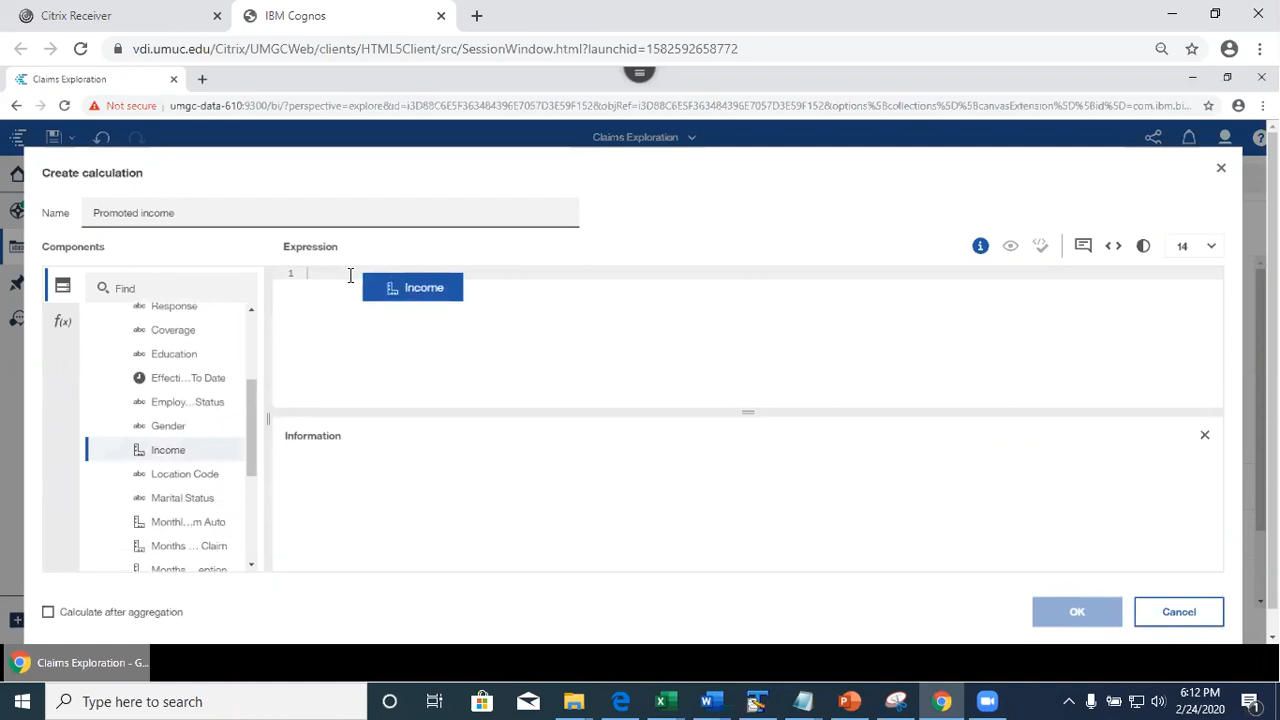 Citrix Receiver
IBM Cognos
vdi.umuc.edu/Citrix/UMGCWeb/clients/HTML5Client/src/SessionWindow.html?launchid=1582592658772
Claims Exploration
Not secure umgc-data-610:9300/bi/?perspective=explore&id=i3D88C6E5F363484396E7057D3E59F152&objRef=i3D88C6E5F363484396E7057D3E59F152&options%5Bcollections%5D%5BcanvasExtension%5D%5Bid%5D=com.ibm.bi...
Claims Exploration
Create calculation
Name Promoted income
Components
Expression
14
Find
1
Income
f(x)
Response
Coverage
Education
Effecti...To Date
Employ...Status
Gender
Income
Location Code
Marital Status
Monthl...m Auto
Months ... Claim
Months ...eption
Information
Calculate after aggregation
OK
Cancel
Claims Exploration - G...
Type here to search
6:12 PM
2/24/2020
1